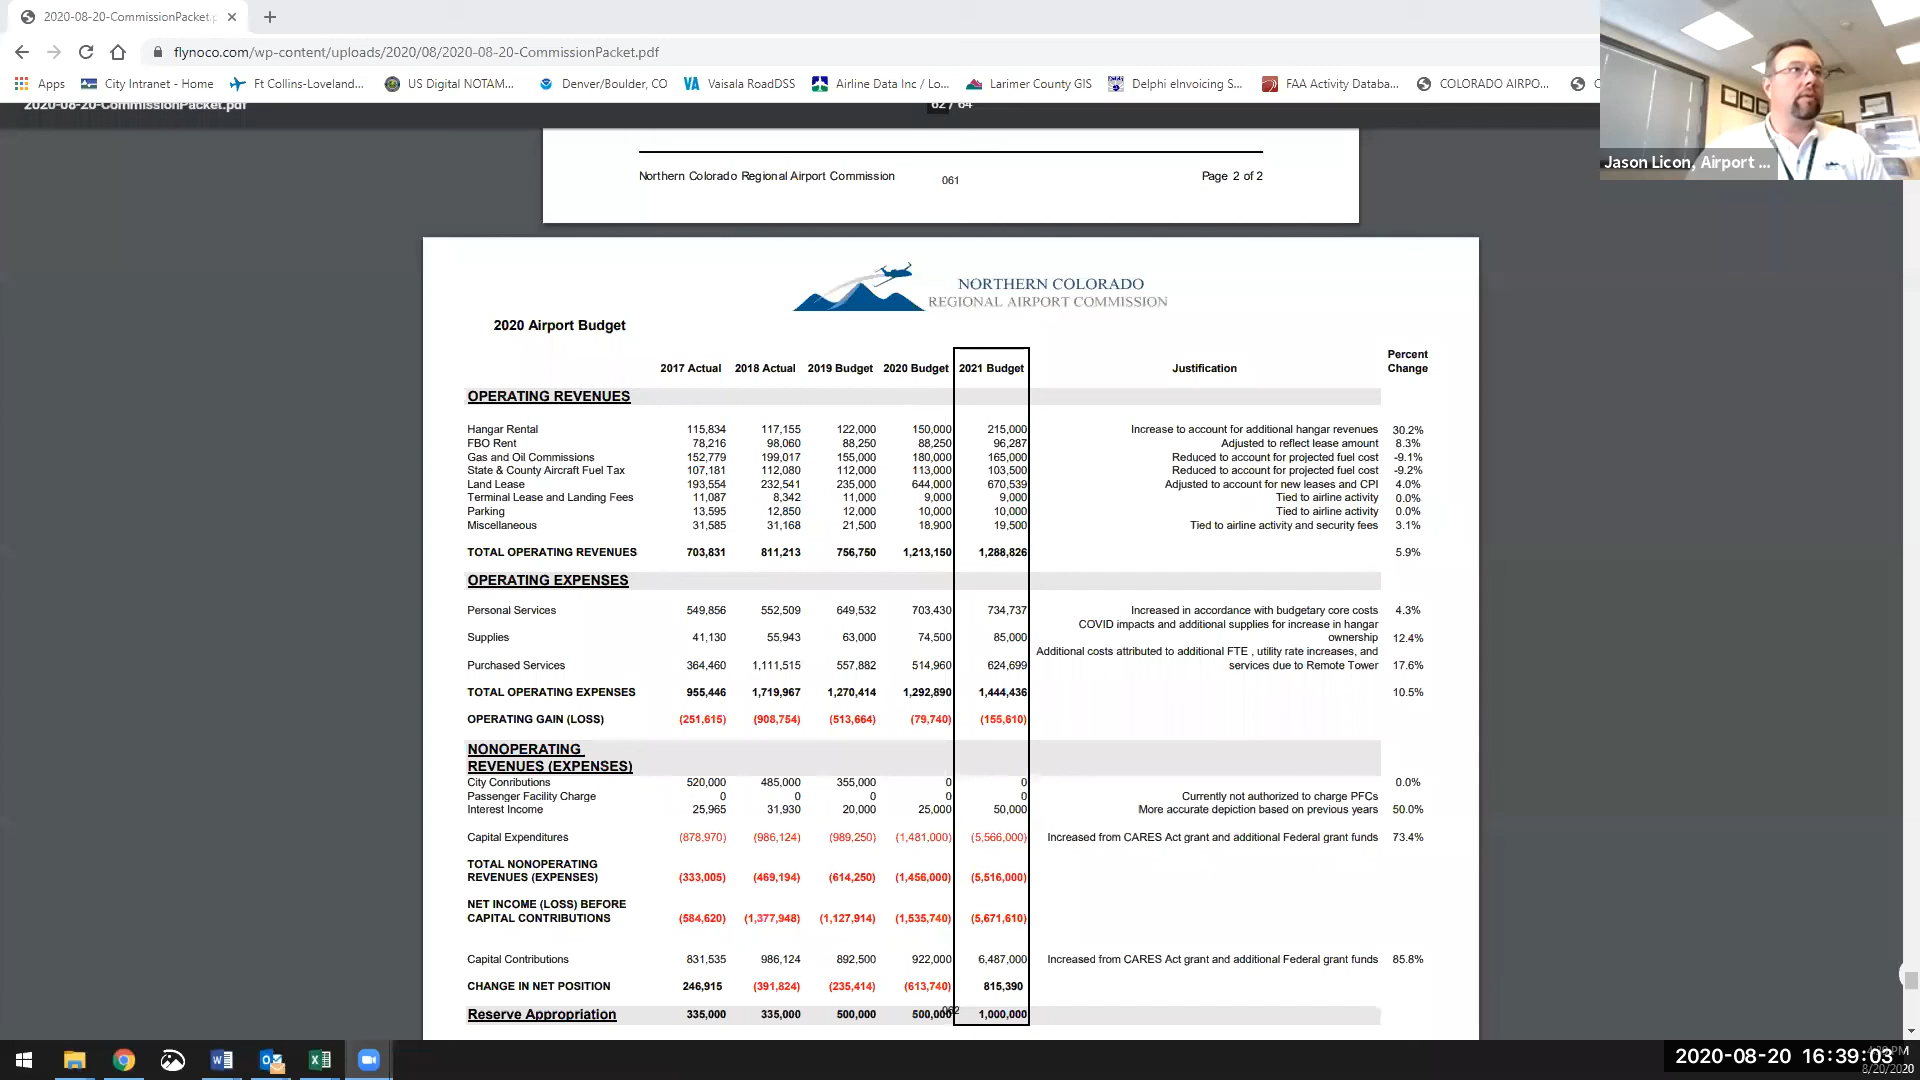 2020-08-20-CommissionPacket.p
flynoco.com/wp-content/uploads/2020/08/2020-08-20-CommissionPacket.pdf
Apps City Intranet - Home Ft Collins-Loveland... US Digital NOTAM... Denver/Boulder, CO VA Vaisala RoadDSS Airline Data Inc / Lo... Larimer County GIS Delphi eInvoicing S... FAA Activity Databa... COLORADO AIRPO...
2020-08-20-CommissionPacket.pdf 62 / 64
Jason Licon, Airport ...
Northern Colorado Regional Airport Commission 061 Page 2 of 2
NORTHERN COLORADO
REGIONAL AIRPORT COMMISSION
2020 Airport Budget
2017 Actual 2018 Actual 2019 Budget 2020 Budget 2021 Budget Justification Percent Change
OPERATING REVENUES
Hangar Rental 115,834 117,155 122,000 150,000 215,000 Increase to account for additional hangar revenues 30.2%
FBO Rent 78,216 98,060 88,250 88,250 96,287 Adjusted to reflect lease amount 8.3%
Gas and Oil Commissions 152,779 199,017 155,000 180,000 165,000 Reduced to account for projected fuel cost -9.1%
State & County Aircraft Fuel Tax 107,181 112,080 112,000 113,000 103,500 Reduced to account for projected fuel cost -9.2%
Land Lease 193,554 232,541 235,000 644,000 670,539 Adjusted to account for new leases and CPI 4.0%
Terminal Lease and Landing Fees 11,087 8,342 11,000 9,000 9,000 Tied to airline activity 0.0%
Parking 13,595 12,850 12,000 10,000 10,000 Tied to airline activity 0.0%
Miscellaneous 31,585 31,168 21,500 18,900 19,500 Tied to airline activity and security fees 3.1%
TOTAL OPERATING REVENUES 703,831 811,213 756,750 1,213,150 1,288,826 5.9%
OPERATING EXPENSES
Personal Services 549,856 552,509 649,532 703,430 734,737 Increased in accordance with budgetary core costs 4.3%
COVID impacts and additional supplies for increase in hangar
Supplies 41,130 55,943 63,000 74,500 85,000 ownership 12.4%
Additional costs attributed to additional FTE , utility rate increases, and
Purchased Services 364,460 1,111,515 557,882 514,960 624,699 services due to Remote Tower 17.6%
TOTAL OPERATING EXPENSES 955,446 1,719,967 1,270,414 1,292,890 1,444,436 10.5%
OPERATING GAIN (LOSS) (251,615) (908,754) (513,664) (79,740) (155,610)
NONOPERATING
REVENUES (EXPENSES)
City Conributions 520,000 485,000 355,000 0 0 0.0%
Passenger Facility Charge 0 0 0 0 0 Currently not authorized to charge PFCs
Interest Income 25,965 31,930 20,000 25,000 50,000 More accurate depiction based on previous years 50.0%
Capital Expenditures (878,970) (986,124) (989,250) (1,481,000) (5,566,000) Increased from CARES Act grant and additional Federal grant funds 73.4%
TOTAL NONOPERATING
REVENUES (EXPENSES) (333,005) (469,194) (614,250) (1,456,000) (5,516,000)
NET INCOME (LOSS) BEFORE
CAPITAL CONTRIBUTIONS (584,620) (1,377,948) (1,127,914) (1,535,740) (5,671,610)
Capital Contributions 831,535 986,124 892,500 922,000 6,487,000 Increased from CARES Act grant and additional Federal grant funds 85.8%
CHANGE IN NET POSITION 246,915 (391,824) (235,414) (613,740) 815,390
Reserve Appropriation 335,000 335,000 500,000 500,000 062 1,000,000
2020-08-20 16:39:03
8/20/2020